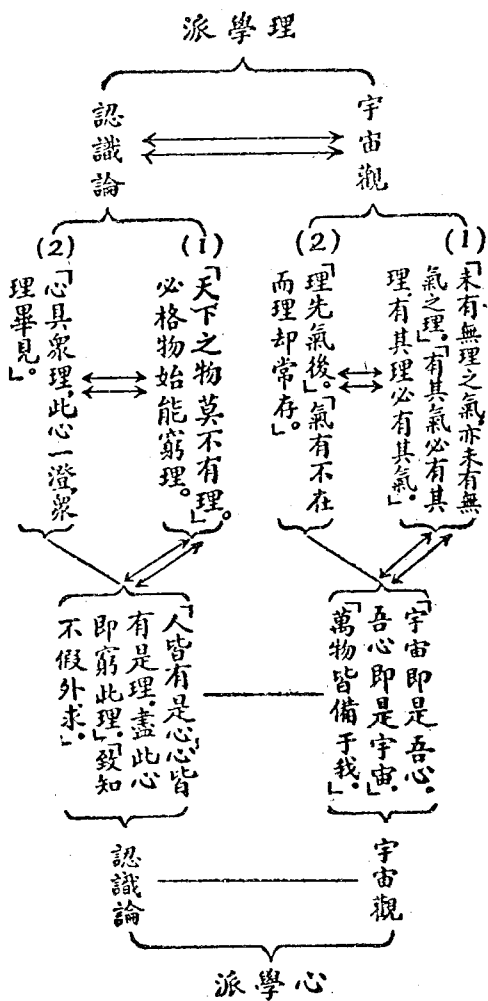 理學派
宇宙觀
認識論
(1)
「未有無理之氣，亦未有無
氣之理」。「有其氣必有其
理，有其理必有其氣」。
(2)
「理先氣後」。「氣有不在
而理却常存。」
(1)
「天下之物莫不有理。」
必格物始能窮理。
(2)
「心具衆理，此心一澄，衆
理畢見」。
「宇宙即是吾心。
吾心即是宇宙。」
「萬物皆備于我。」
「人皆有是心，心皆
有是理。盡此心
即窮此理。」「致知
不假外求。」
宇宙觀
認識論
心學派